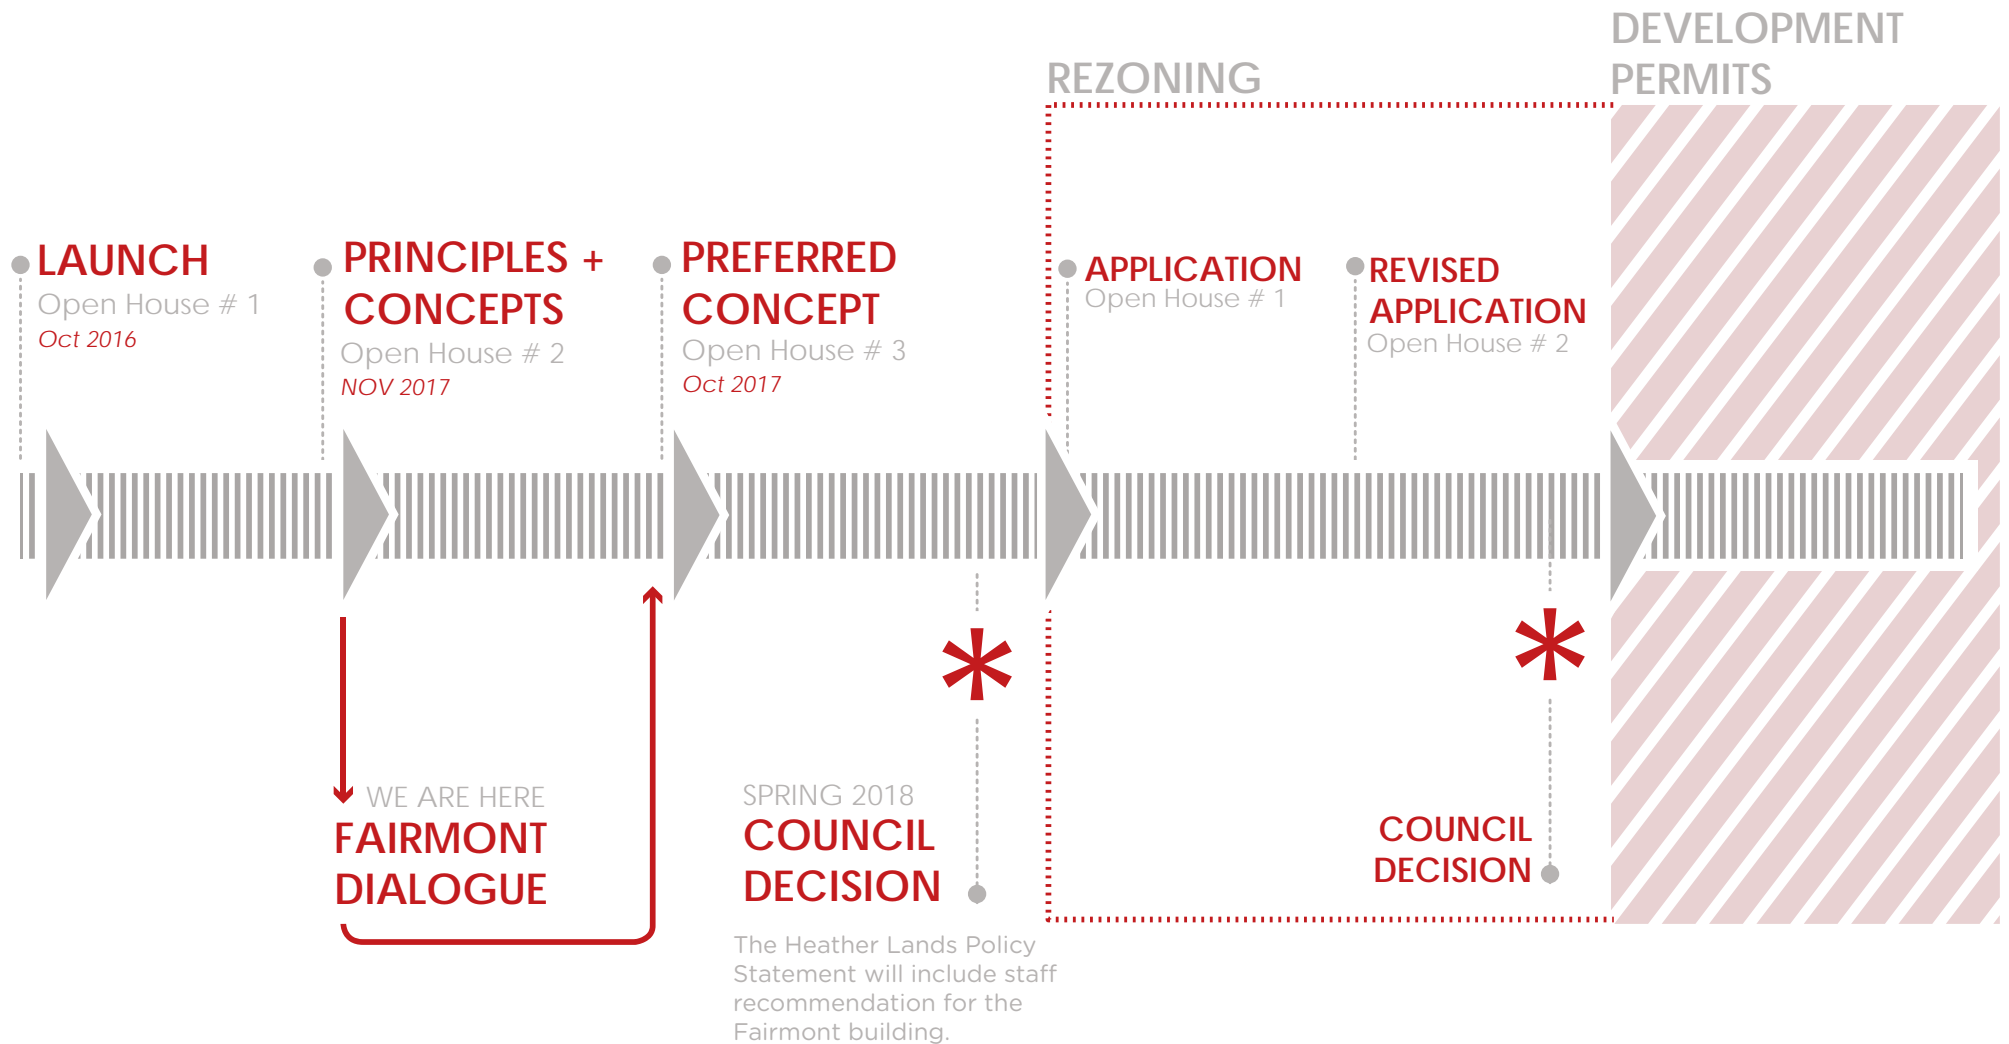 DEVELOPMENT
PERMITS
REZONING
LAUNCH
Open House # 1
Oct 2016
PRINCIPLES +
CONCEPTS
Open House # 2
NOV 2017
PREFERRED
CONCEPT
Open House # 3
Oct 2017
APPLICATION
Open House # 1
REVISED
APPLICATION
Open House # 2
WE ARE HERE
FAIRMONT
DIALOGUE
SPRING 2018
COUNCIL
DECISION
The Heather Lands Policy
Statement will include staff
recommendation for the
Fairmont building.
COUNCIL
DECISION